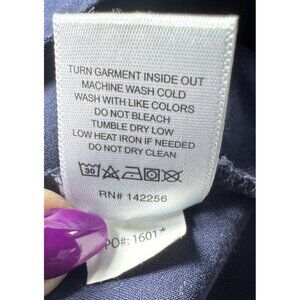 TURN GARMENT INSIDE OUT
MACHINE WASH COLD
WASH WITH LIKE COLORS
DO NOT BLEACH
TUMBLE DRY LOW
LOW HEAT IRON IF NEEDED
DO NOT DRY CLEAN
30
RN# 142256
PO#: 1601*